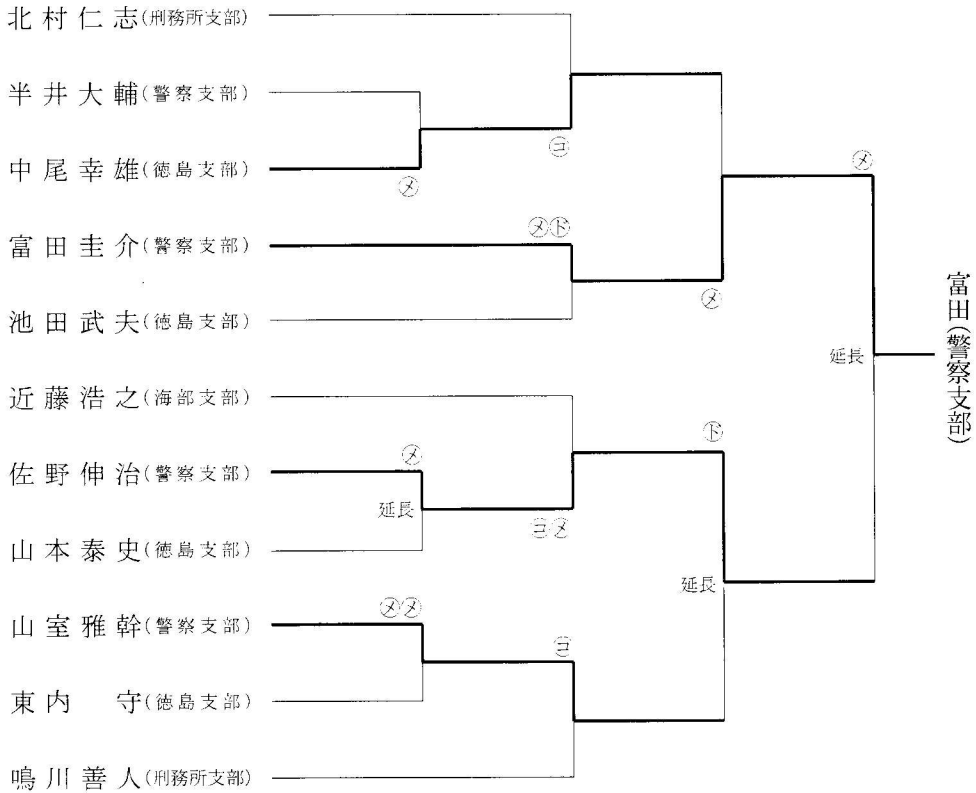 北村仁志(刑務所支部)
半井大輔(警察支部)
中尾幸雄(徳島支部)
富田圭介(警察支部)
池田武夫(徳島支部)
近藤浩之(海部支部)
佐野伸治(警察支部)
山本泰史(徳島支部)
山室雅幹(警察支部)
東内 守(徳島支部)
鳴川善人(刑務所支部)
メ
メ
延長
メメ
コ
メド
コメ
コ
メ
ド
延長
メ
延長
富田(警察支部)